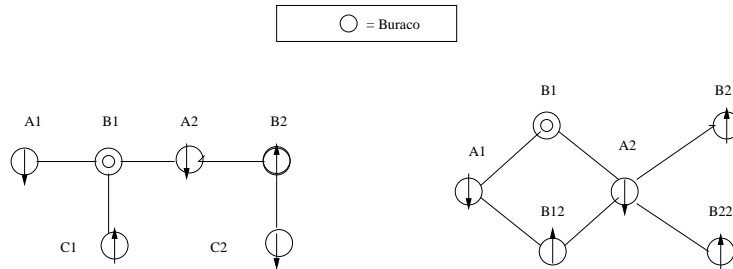 = Buraco
A1 B1 A2 B2
C1 C2
B1 B2
A1 A2
B12 B22